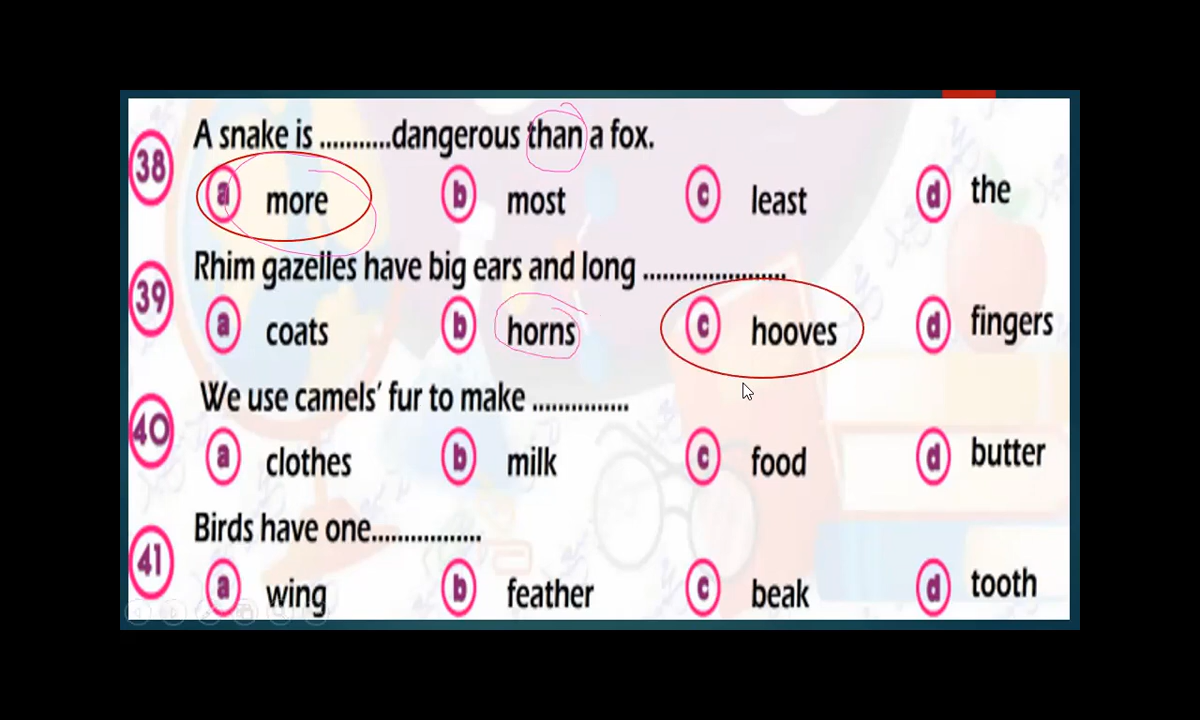 38 A snake is ...........dangerous than a fox.
a more b most c least d the
39 Rhim gazelles have big ears and long ......................
a coats b horns c hooves d fingers
40 We use camels' fur to make ...............
a clothes b milk c food d butter
41 Birds have one.................
a wing b feather c beak d tooth